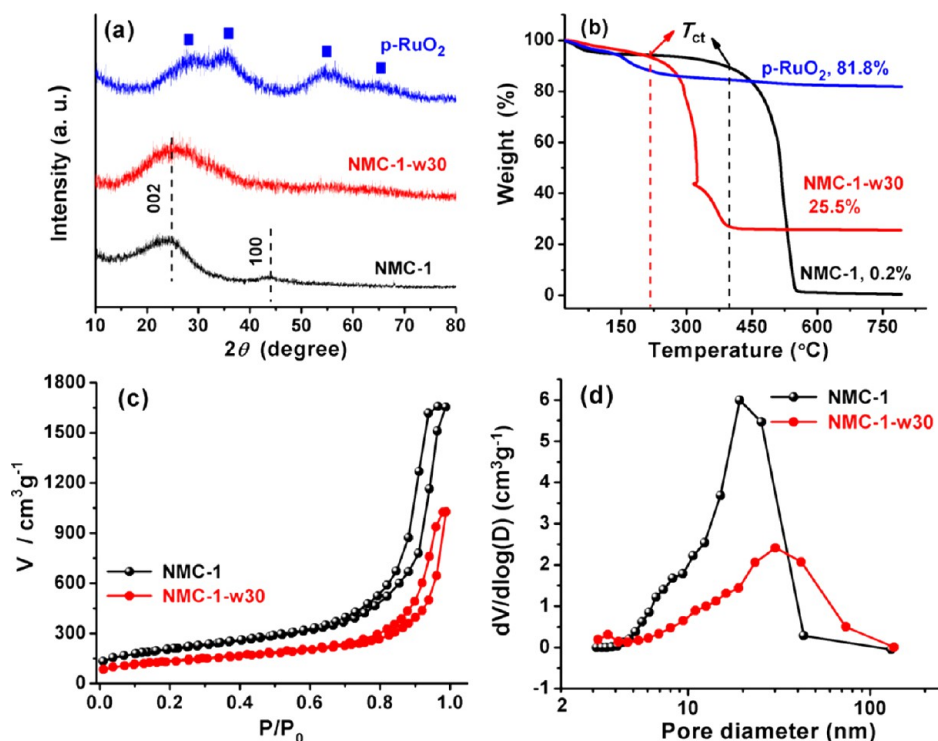 (a)
p-RuO2
NMC-1-w30
002
100
NMC-1
Intensity (a. u.)
10 20 30 40 50 60 70 80
2θ (degree)
(b)
Tct
p-RuO2, 81.8%
NMC-1-w30
25.5%
NMC-1, 0.2%
Weight (%)
100
80
60
40
20
0
150 300 450 600 750
Temperature (°C)
(c)
NMC-1
NMC-1-w30
V / cm3g-1
1800
1500
1200
900
600
300
0
0.0 0.2 0.4 0.6 0.8 1.0
P/P0
(d)
NMC-1
NMC-1-w30
dV/dlog(D) (cm3g-1)
6
5
4
3
2
1
0
-1
2 10 100
Pore diameter (nm)